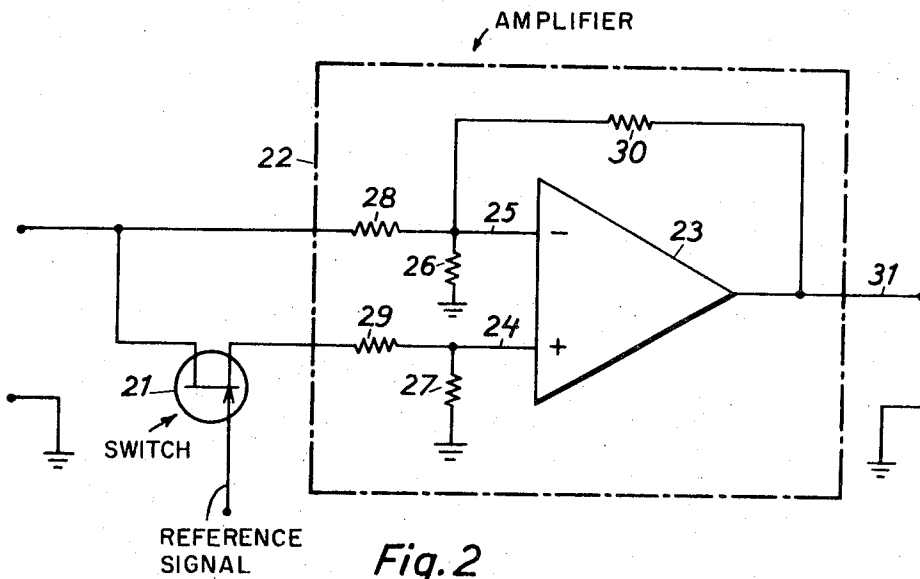 AMPLIFIER
22
30
28
25
−
23
26
31
29
24
+
21
27
SWITCH
REFERENCE
SIGNAL
Fig. 2